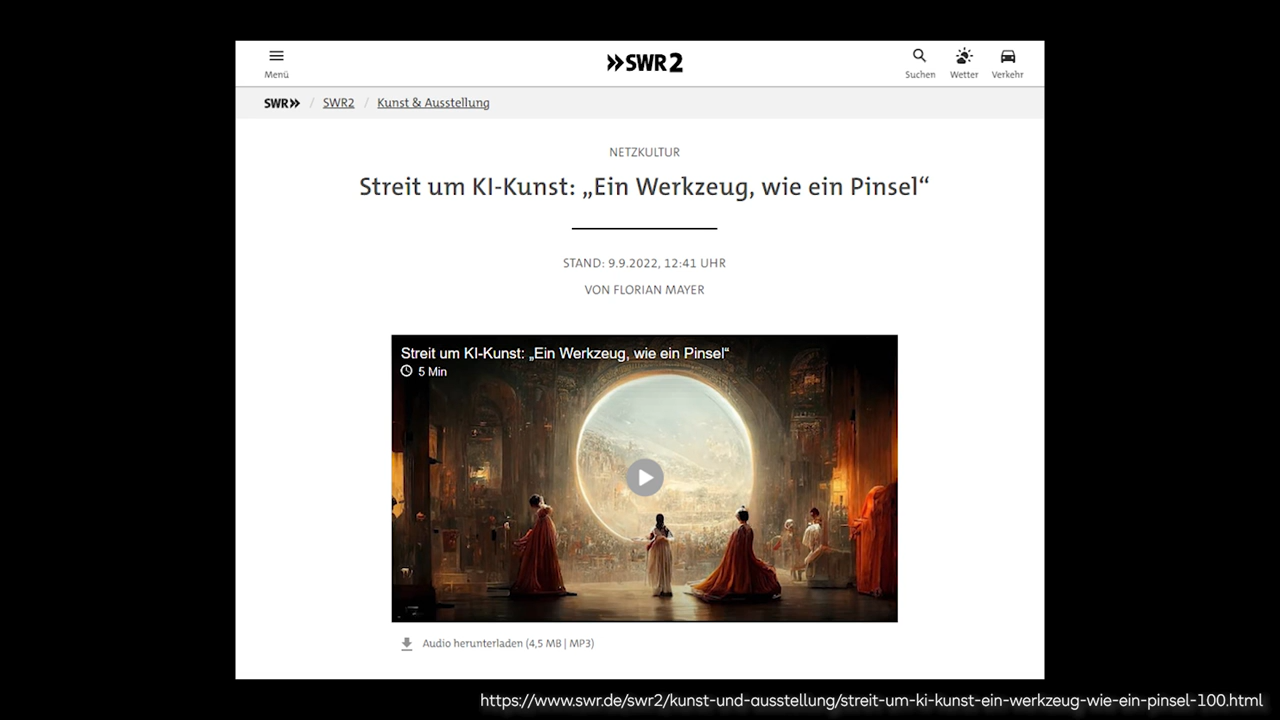 Menü
SWR2
Suchen
Wetter
Verkehr
SWR / SWR2 / Kunst & Ausstellung
NETZKULTUR
Streit um KI-Kunst: „Ein Werkzeug, wie ein Pinsel“
STAND: 9.9.2022, 12:41 UHR
VON FLORIAN MAYER
Streit um KI-Kunst: „Ein Werkzeug, wie ein Pinsel“
5 Min
Audio herunterladen (4,5 MB | MP3)
https://www.swr.de/swr2/kunst-und-ausstellung/streit-um-ki-kunst-ein-werkzeug-wie-ein-pinsel-100.html